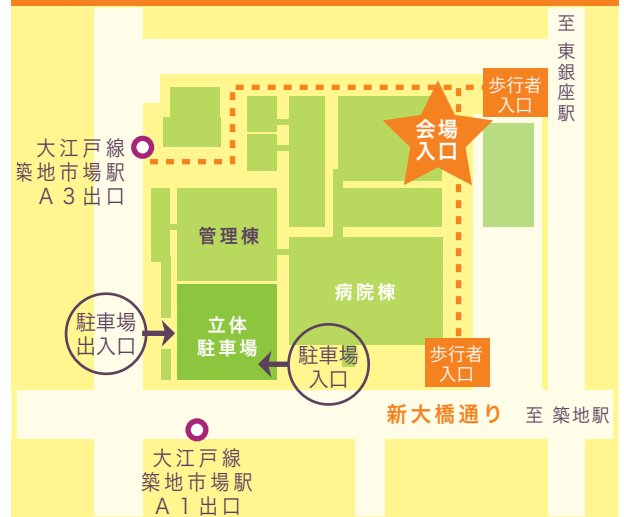 至
東銀座駅
歩行者
入口
会場
入口
大江戸線
築地市場駅
A3出口
管理棟
病院棟
立体
駐車場
駐車場
出入口
駐車場
入口
歩行者
入口
新大橋通り
至 築地駅
大江戸線
築地市場駅
A1出口